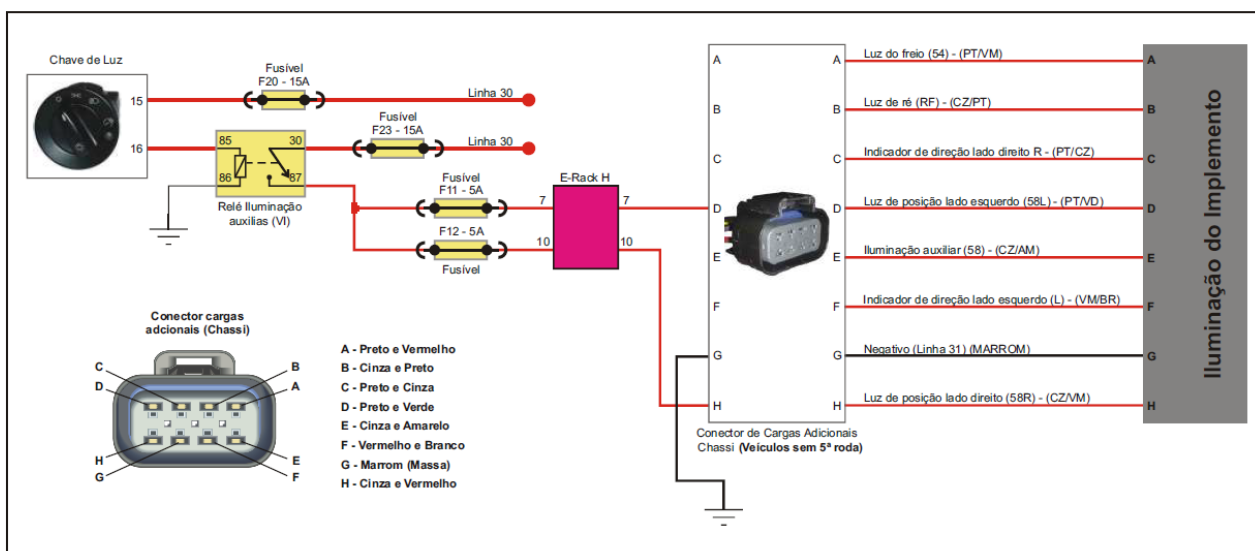 Chave de Luz
15
16
Fusível
F20 - 15A
Linha 30
Fusível
F23 - 15A
Linha 30
85
30
86
87
Relé Iluminação
auxilias (VI)
Fusível
F11 - 5A
F12 - 5A
Fusível
E-Rack H
7
7
10
10
A
B
C
D
E
F
G
H
A
B
C
D
E
F
G
H
Conector de Cargas Adicionais
Chassi (Veículos sem 5ª roda)
Luz do freio (54) - (PT/VM)
Luz de ré (RF) - (CZ/PT)
Indicador de direção lado direito R - (PT/CZ)
Luz de posição lado esquerdo (58L) - (PT/VD)
Iluminação auxiliar (58) - (CZ/AM)
Indicador de direção lado esquerdo (L) - (VM/BR)
Negativo (Linha 31) (MARROM)
Luz de posição lado direito (58R) - (CZ/VM)
A
B
C
D
E
F
G
H
Iluminação do Implemento
Conector cargas
adcionais (Chassi)
C
D
B
A
H
G
E
F
A - Preto e Vermelho
B - Cinza e Preto
C - Preto e Cinza
D - Preto e Verde
E - Cinza e Amarelo
F - Vermelho e Branco
G - Marrom (Massa)
H - Cinza e Vermelho